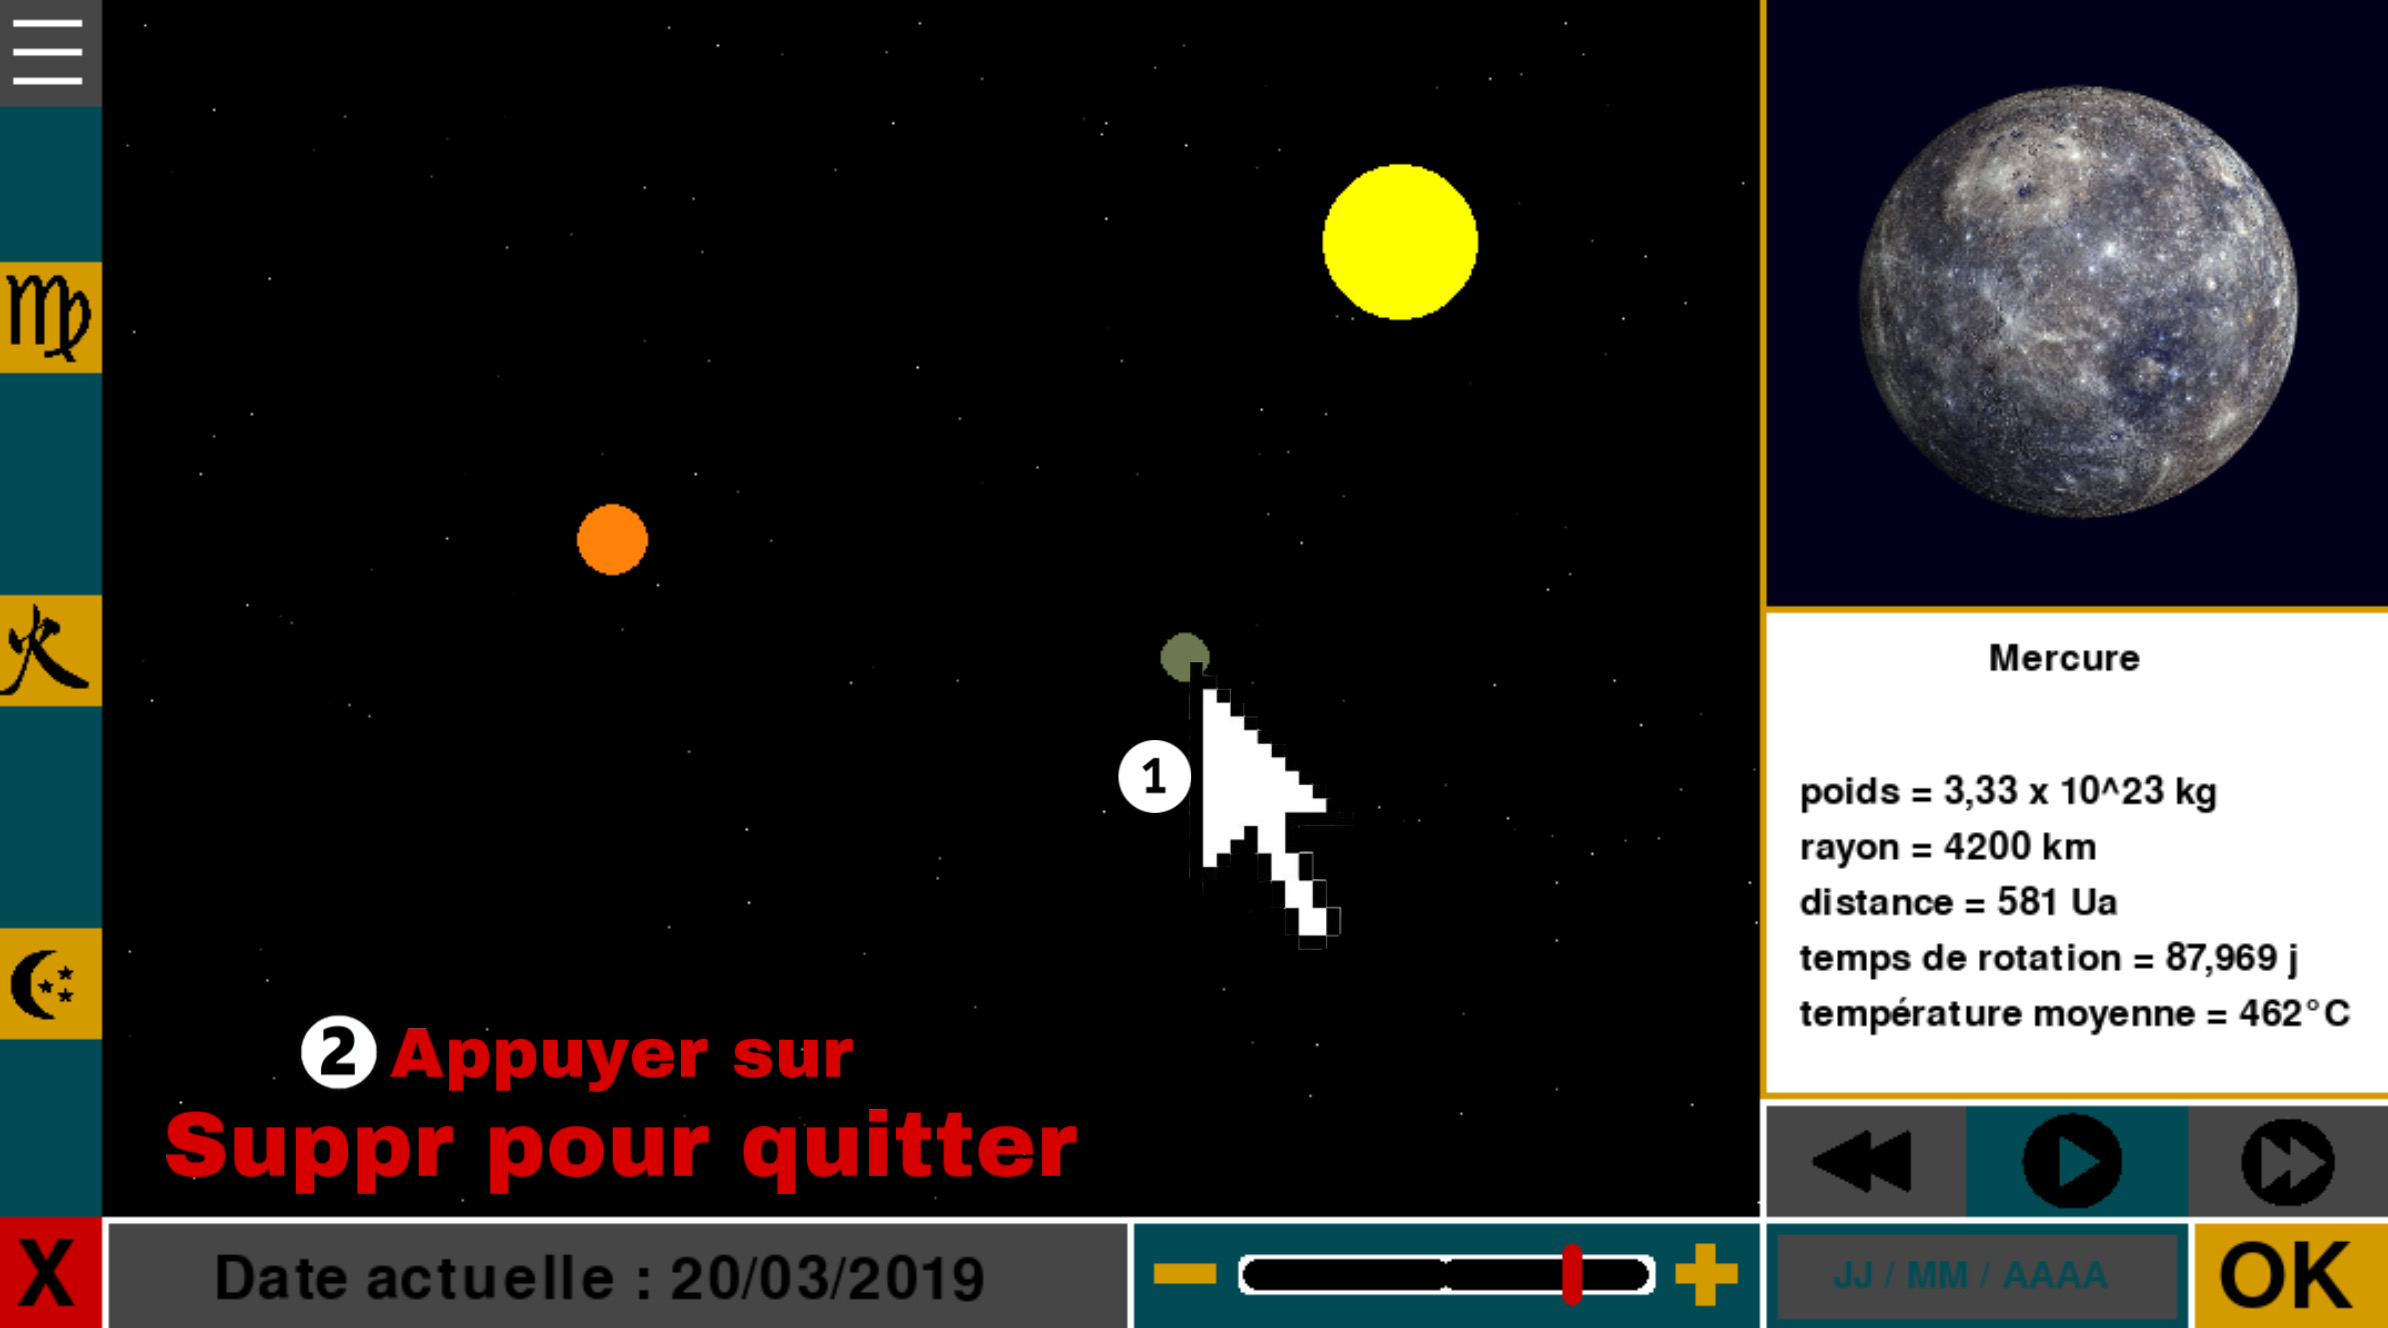 ♍
火
1
2 Appuyer sur
Suppr pour quitter
X
Date actuelle : 20/03/2019
Mercure
poids = 3,33 x 10^23 kg
rayon = 4200 km
distance = 581 Ua
temps de rotation = 87,969 j
température moyenne = 462°C
JJ / MM / AAAA
OK